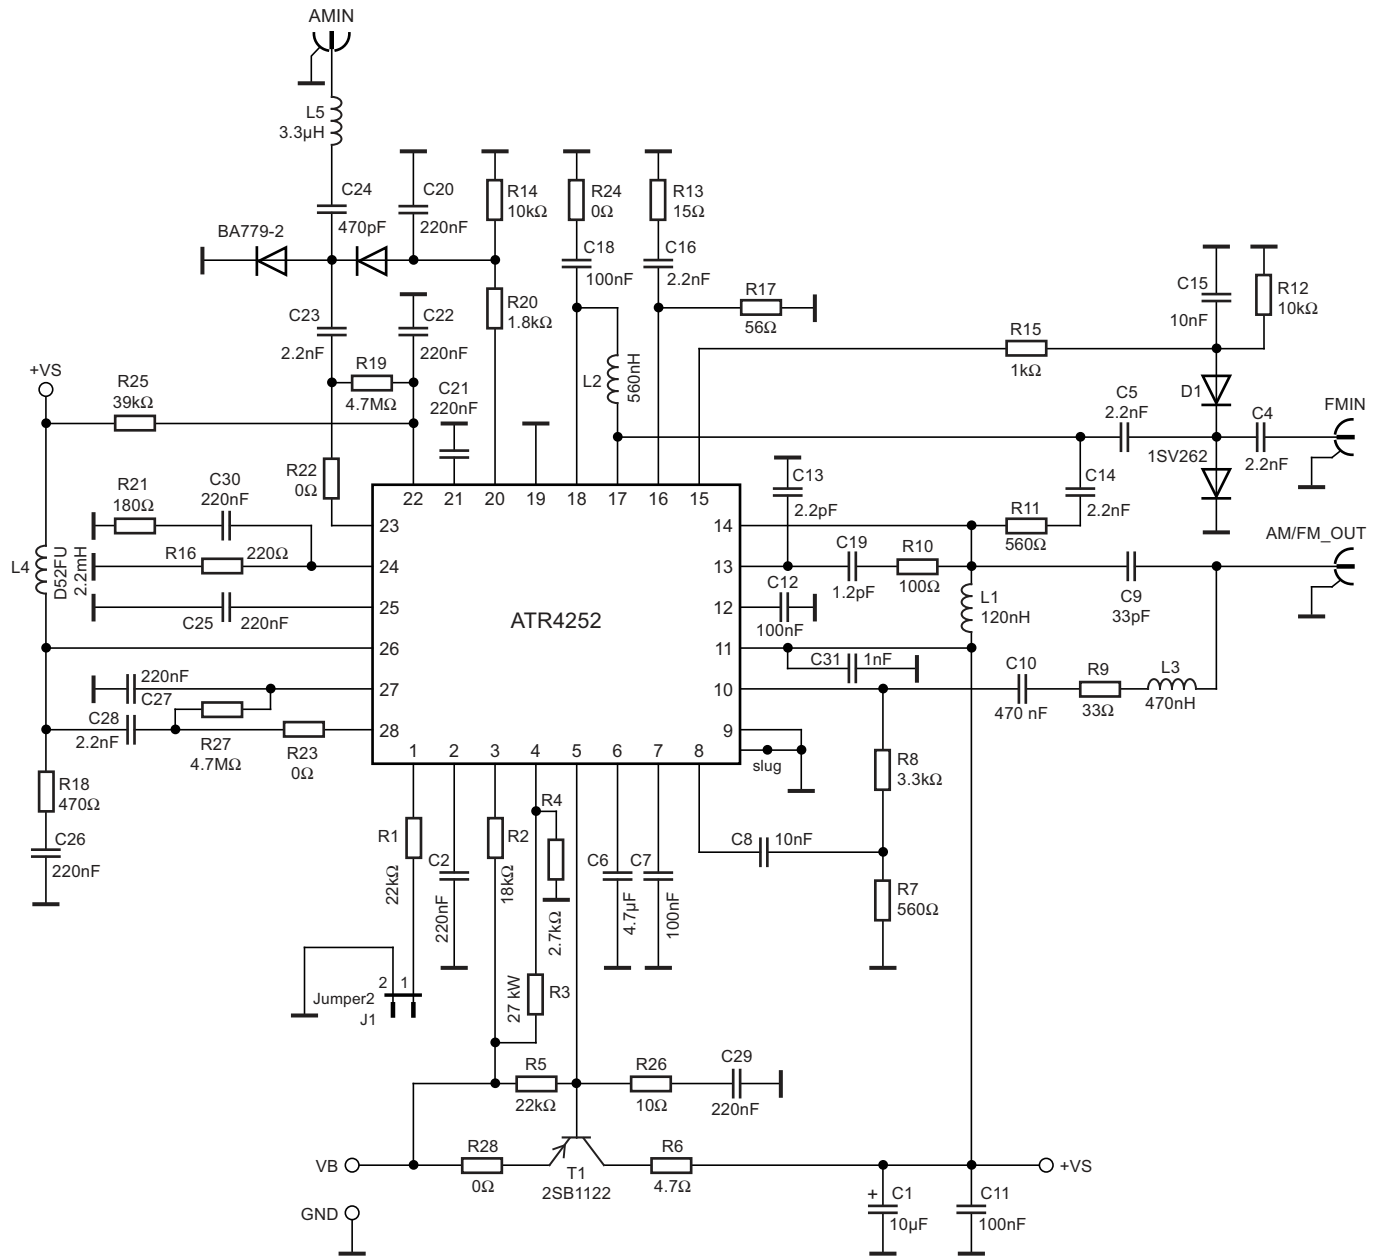 AMIN
L5
3.3µH
C24
470pF
C20
220nF
R14
10kΩ
R24
0Ω
R13
15Ω
BA779-2
C18
100nF
C16
2.2nF
C23
2.2nF
C22
220nF
R20
1.8kΩ
R17
56Ω
C15
10nF
R12
10kΩ
R15
1kΩ
+VS
R25
39kΩ
R19
4.7MΩ
C21
220nF
L2
560nH
D1
C5
2.2nF
C4
2.2nF
FMIN
1SV262
R22
0Ω
R21
180Ω
C30
220nF
R16
220Ω
C25
220nF
L4
D52FU
2.2mH
C13
2.2pF
C14
2.2nF
R11
560Ω
AM/FM_OUT
C19
1.2pF
R10
100Ω
C12
100nF
L1
120nH
C9
33pF
C31
1nF
C10
470 nF
R9
33Ω
L3
470nH
22
21
20
19
18
17
16
15
23
24
25
26
27
28
14
13
12
11
10
9
ATR4252
1
2
3
4
5
6
7
8
slug
220nF
C27
C28
2.2nF
R27
4.7MΩ
R23
0Ω
R18
470Ω
C26
220nF
R8
3.3kΩ
C8
10nF
R7
560Ω
R1
22kΩ
C2
220nF
R2
18kΩ
R4
2.7kΩ
C6
4.7µF
C7
100nF
2
1
Jumper2
J1
27 kW
R3
R5
22kΩ
R26
10Ω
C29
220nF
VB
R28
0Ω
T1
2SB1122
R6
4.7Ω
+VS
GND
+
C1
10µF
C11
100nF